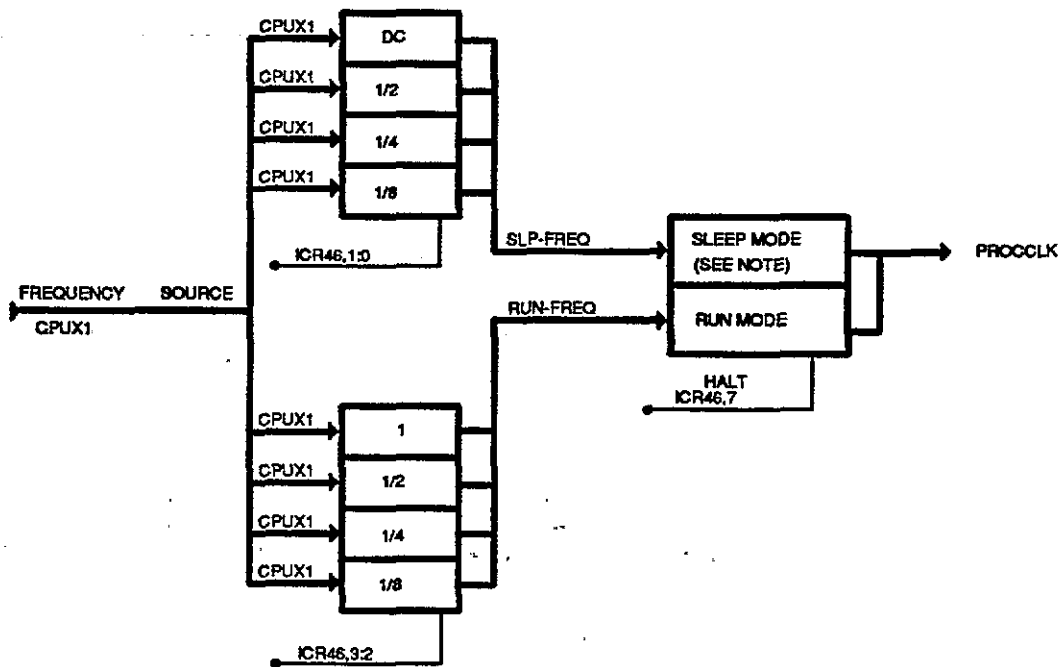 CPUX1
DC
CPUX1
1/2
CPUX1
1/4
CPUX1
1/8
ICR46,1:0
SLP-FREQ
SLEEP MODE
(SEE NOTE)
PROCCLK
FREQUENCY SOURCE
CPUX1
RUN-FREQ
RUN MODE
HALT
ICR46,7
CPUX1
1
CPUX1
1/2
CPUX1
1/4
CPUX1
1/8
ICR46,3:2